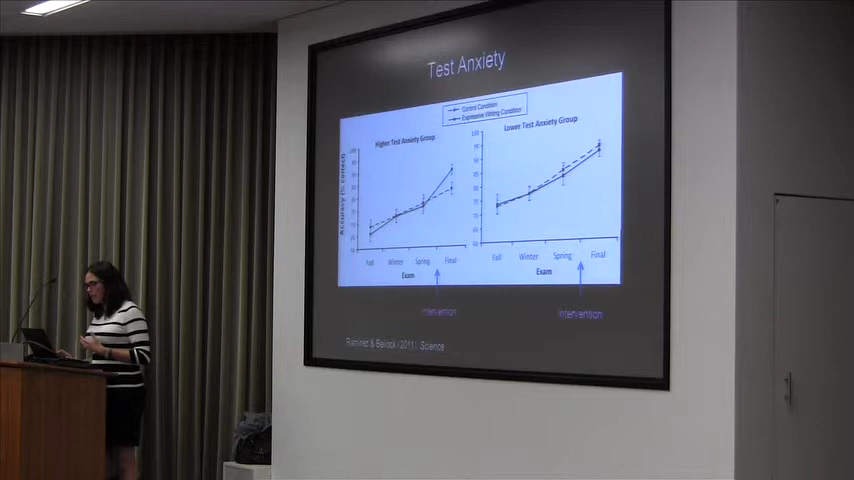 Test Anxiety
Control Condition
Expressive Writing Condition
Higher Test Anxiety Group
Lower Test Anxiety Group
Accuracy (% correct)
Fall Winter Spring Final
Exam
Fall Winter Spring Final
Exam
Intervention
Intervention
Ramirez & Beilock (2011). Science